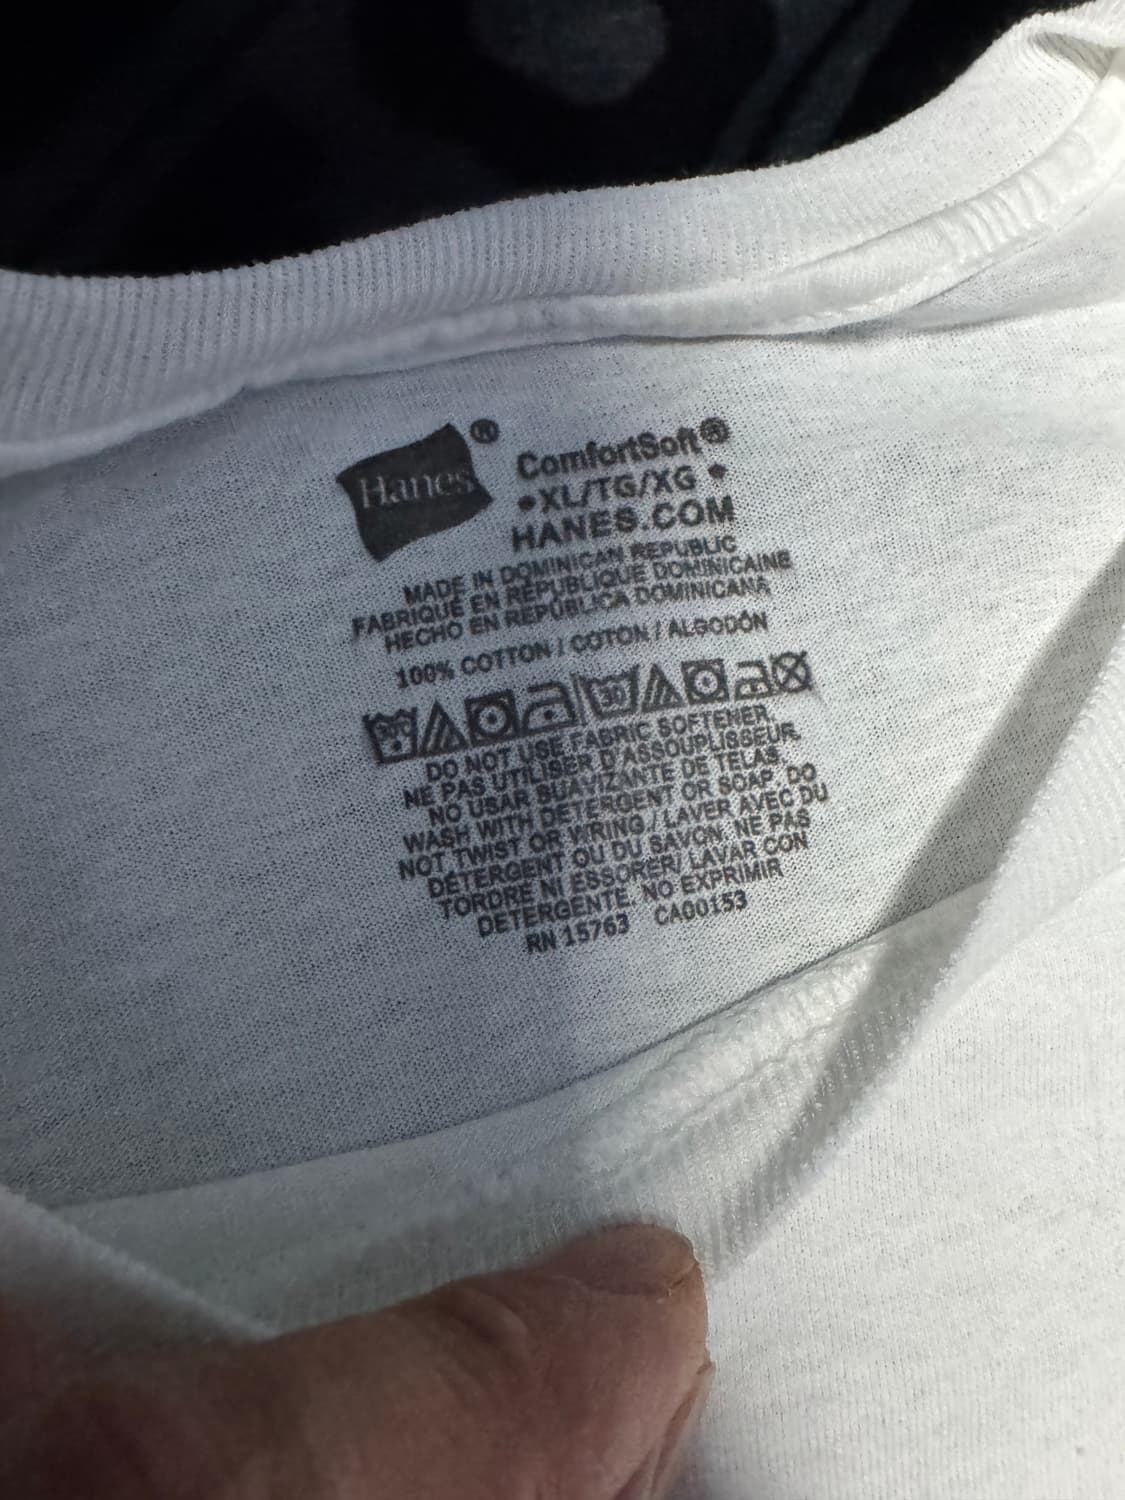 Hanes®
ComfortSoft®
• XL/TG/XG •
HANES.COM
MADE IN DOMINICAN REPUBLIC
FABRIQUÉ EN RÉPUBLIQUE DOMINICAINE
HECHO EN REPÚBLICA DOMINICANA
100% COTTON / COTON / ALGODÓN
30
DO NOT USE FABRIC SOFTENER.
NE PAS UTILISER D'ASSOUPLISSEUR.
NO USAR SUAVIZANTE DE TELAS.
WASH WITH DETERGENT OR SOAP. DO
NOT TWIST OR WRING / LAVER AVEC DU
DÉTERGENT OU DU SAVON. NE PAS
TORDRE NI ESSORER/ LAVAR CON
DETERGENTE. NO EXPRIMIR
RN 15763 CA00153